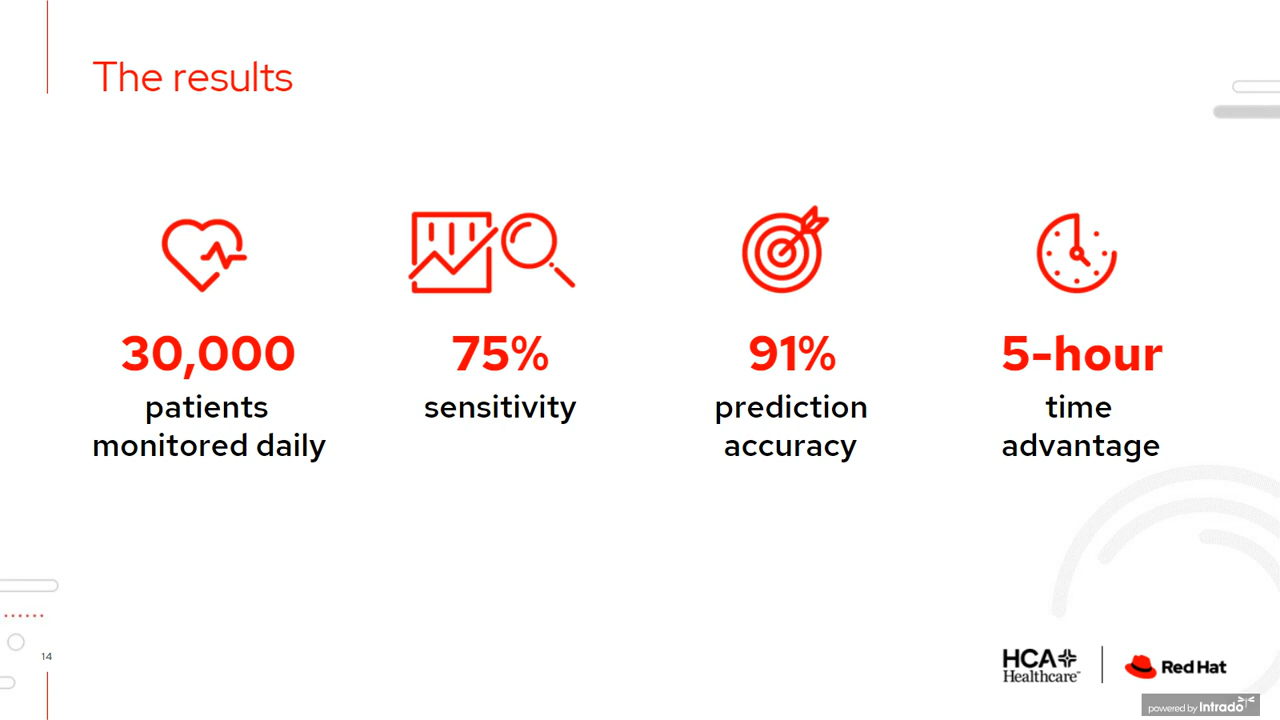 The results
30,000
patients
monitored daily
75%
sensitivity
91%
prediction
accuracy
5-hour
time
advantage
14
HCA
Healthcare™
Red Hat
powered by Intrado